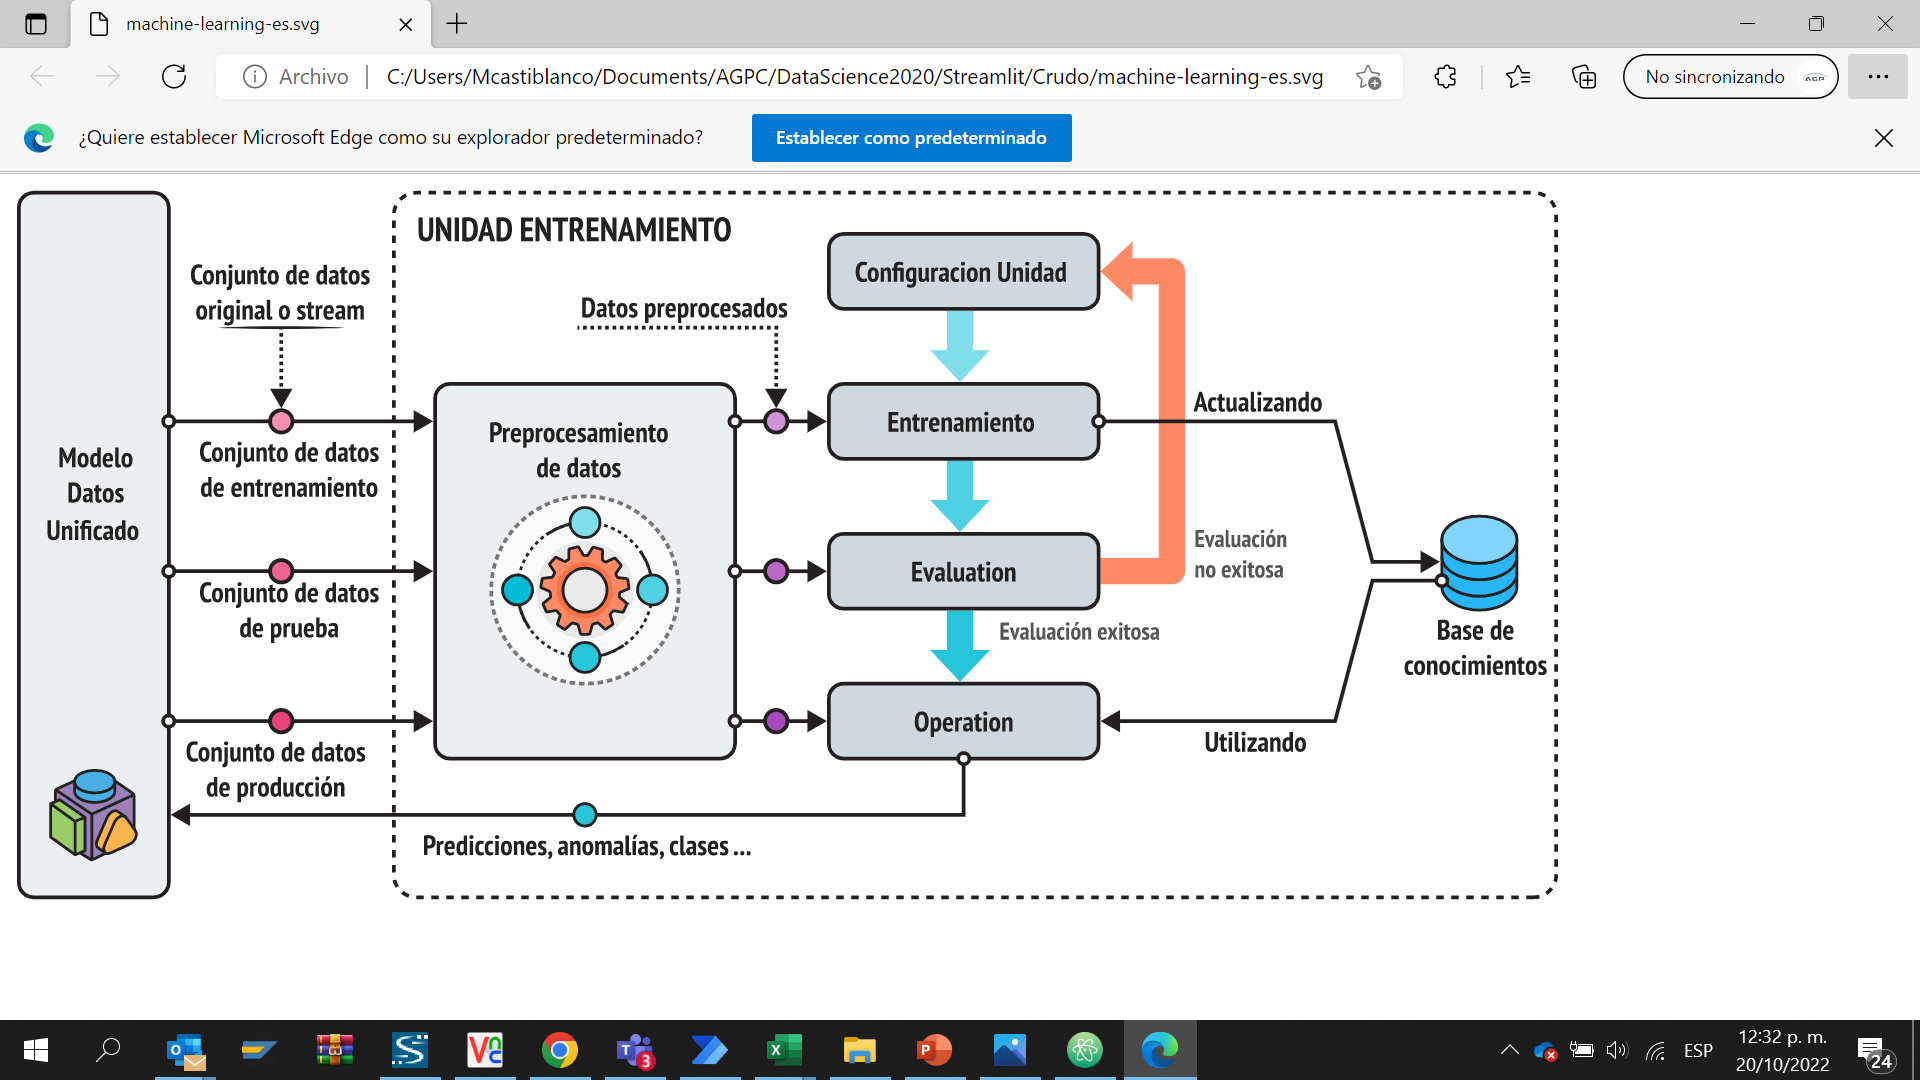 machine-learning-es.svg
Archivo
C:/Users/Mcastiblanco/Documents/AGPC/DataScience2020/Streamlit/Crudo/machine-learning-es.svg
No sincronizando
AGP
¿Quiere establecer Microsoft Edge como su explorador predeterminado?
Establecer como predeterminado
UNIDAD ENTRENAMIENTO
Conjunto de datos
original o stream
Datos preprocesados
Configuracion Unidad
Modelo
Datos
Unificado
Conjunto de datos
de entrenamiento
Preprocesamiento
de datos
Entrenamiento
Actualizando
Conjunto de datos
de prueba
Evaluation
Evaluación
no exitosa
Evaluación exitosa
Base de
conocimientos
Conjunto de datos
de producción
Operation
Utilizando
Predicciones, anomalías, clases ...
3
ESP
12:32 p. m.
20/10/2022
24